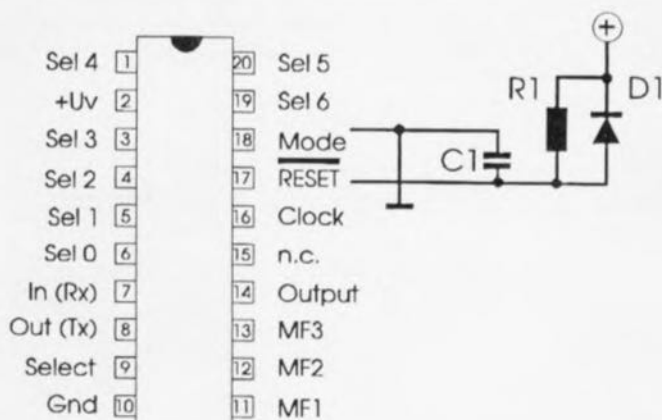 Sel 4 1 20 Sel 5
+Uv 2 19 Sel 6
Sel 3 3 18 Mode
Sel 2 4 17 RESET
Sel 1 5 16 Clock
Sel 0 6 15 n.c.
In (Rx) 7 14 Output
Out (Tx) 8 13 MF3
Select 9 12 MF2
Gnd 10 11 MF1
+
R1 D1
C1